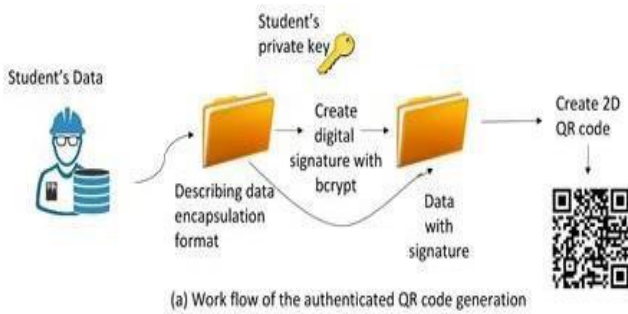 Student's
private key
Student's Data
Create
digital
signature with
bcrypt
Create 2D
QR code
Describing data
encapsulation
format
Data
with
signature
(a) Work flow of the authenticated QR code generation